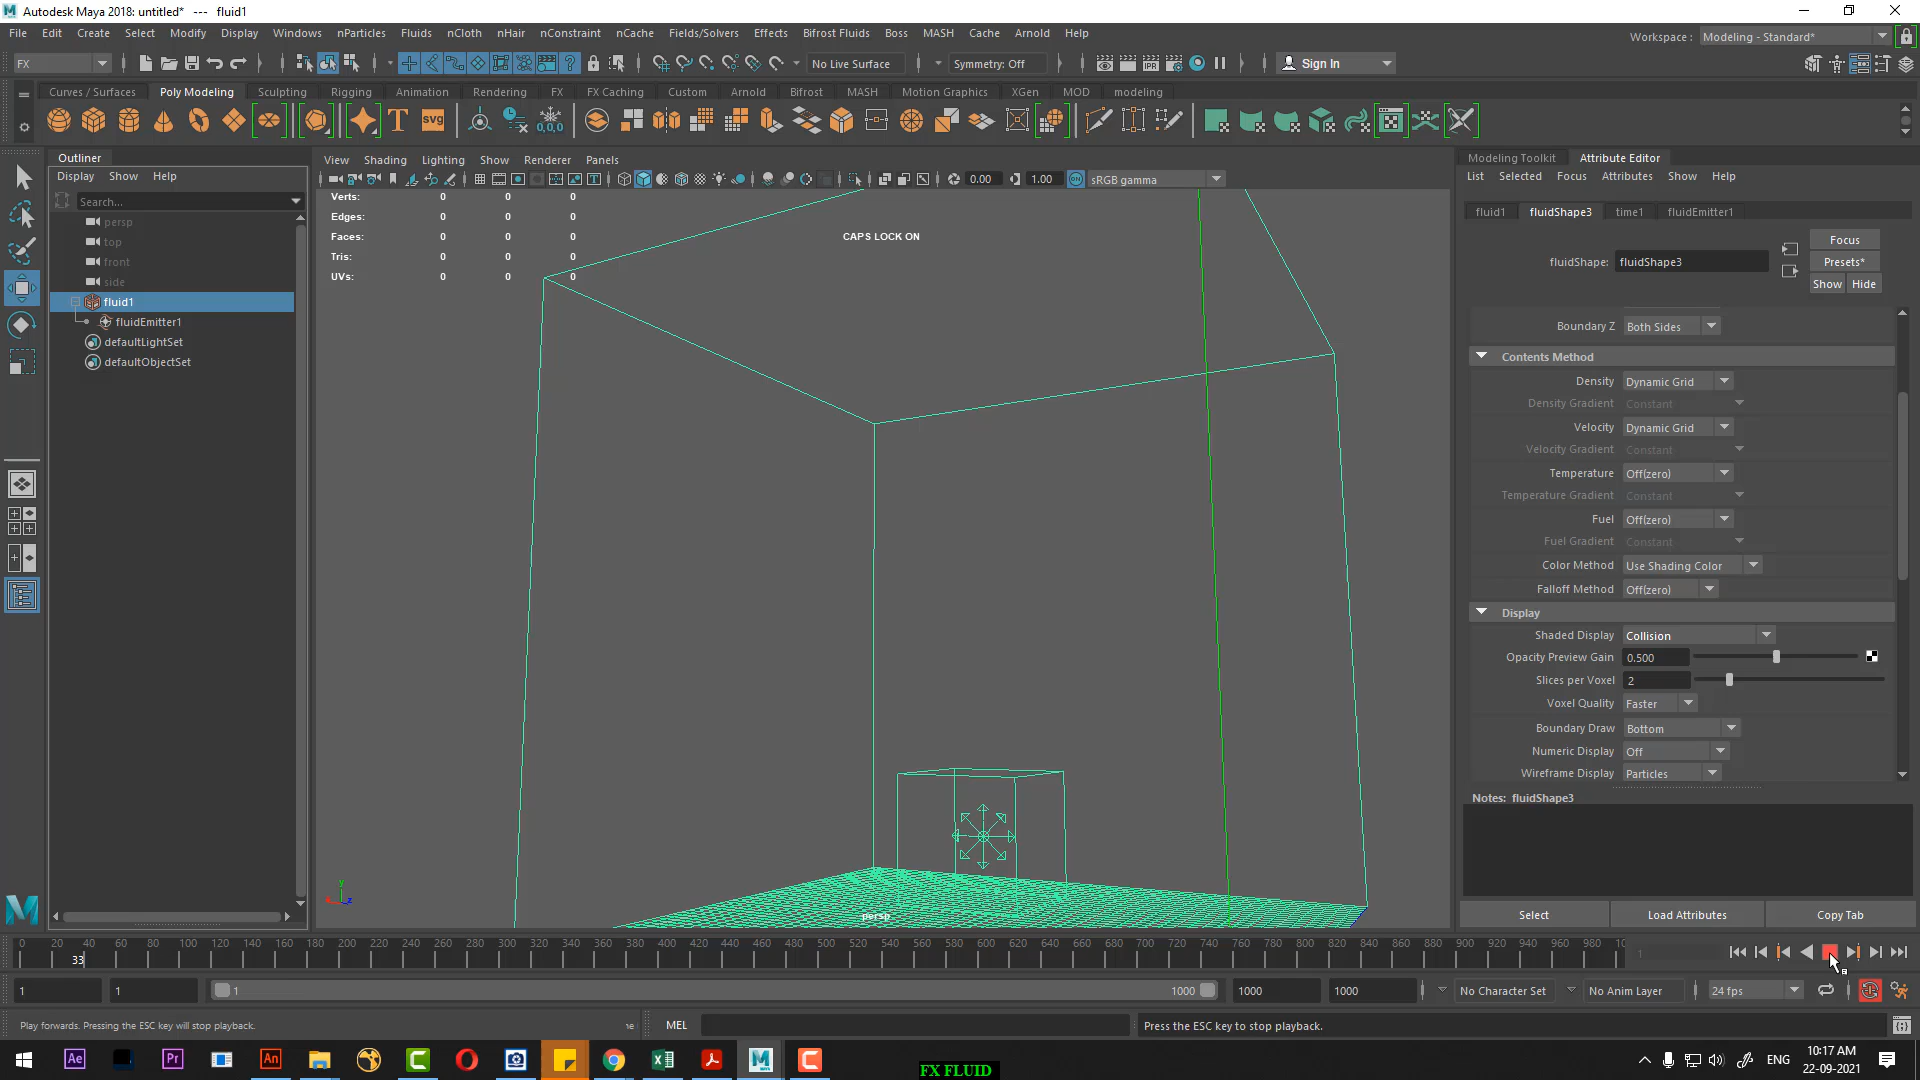 Autodesk Maya 2018: untitled* --- fluid1
File Edit Create Select Modify Display Windows nParticles Fluids nCloth nHair nConstraint nCache Fields/Solvers Effects Bifrost Fluids Boss MASH Cache Arnold Help
Workspace : Modeling - Standard*
FX No Live Surface Symmetry: Off Sign In
Curves / Surfaces Poly Modeling Sculpting Rigging Animation Rendering FX FX Caching Custom Arnold Bifrost MASH Motion Graphics XGen MOD modeling
T SVG 0,0,0
Outliner
Display Show Help
Search...
persp
top
front
side
fluid1
fluidEmitter1
defaultLightSet
defaultObjectSet
View Shading Lighting Show Renderer Panels
0.00 1.00 sRGB gamma
Verts: 0 0 0
Edges: 0 0 0
Faces: 0 0 0
Tris: 0 0 0
UVs: 0 0 0
CAPS LOCK ON
persp
y
z
Modeling Toolkit Attribute Editor
List Selected Focus Attributes Show Help
fluid1 fluidShape3 time1 fluidEmitter1
fluidShape: fluidShape3
Focus
Presets*
Show Hide
Boundary Z Both Sides
Contents Method
Density Dynamic Grid
Density Gradient Constant
Velocity Dynamic Grid
Velocity Gradient Constant
Temperature Off(zero)
Temperature Gradient Constant
Fuel Off(zero)
Fuel Gradient Constant
Color Method Use Shading Color
Falloff Method Off(zero)
Display
Shaded Display Collision
Opacity Preview Gain 0.500
Slices per Voxel 2
Voxel Quality Faster
Boundary Draw Bottom
Numeric Display Off
Wireframe Display Particles
Notes: fluidShape3
Select Load Attributes Copy Tab
0 20 40 60 80 100 120 140 160 180 200 220 240 260 280 300 320 340 360 380 400 420 440 460 480 500 520 540 560 580 600 620 640 660 680 700 720 740 760 780 800 820 840 860 880 900 920 940 960 980 10
33
1
1 1 1 1000 1000 1000 No Character Set No Anim Layer 24 fps
Play forwards. Pressing the ESC key will stop playback. MEL Press the ESC key to stop playback.
Ae Pr An
FX FLUID
ENG
10:17 AM
22-09-2021